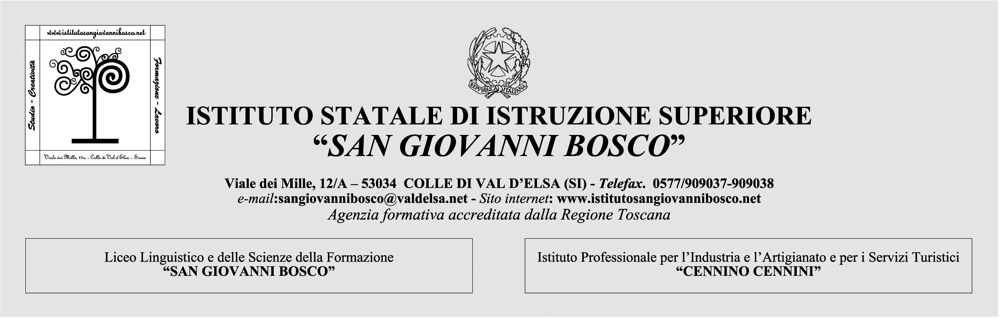 www.istitutosangiovannibosco.net
Studio - Creatività
Formazione - Lavoro
Viale dei Mille, 12a - Colle di Val d'Elsa - Siena
REPVBBLICA ITALIANA
ISTITUTO STATALE DI ISTRUZIONE SUPERIORE
“SAN GIOVANNI BOSCO”
Viale dei Mille, 12/A – 53034 COLLE DI VAL D’ELSA (SI) - Telefax. 0577/909037-909038
e-mail:sangiovannibosco@valdelsa.net - Sito internet: www.istitutosangiovannibosco.net
Agenzia formativa accreditata dalla Regione Toscana
Liceo Linguistico e delle Scienze della Formazione
“SAN GIOVANNI BOSCO”
Istituto Professionale per l’Industria e l’Artigianato e per i Servizi Turistici
“CENNINO CENNINI”